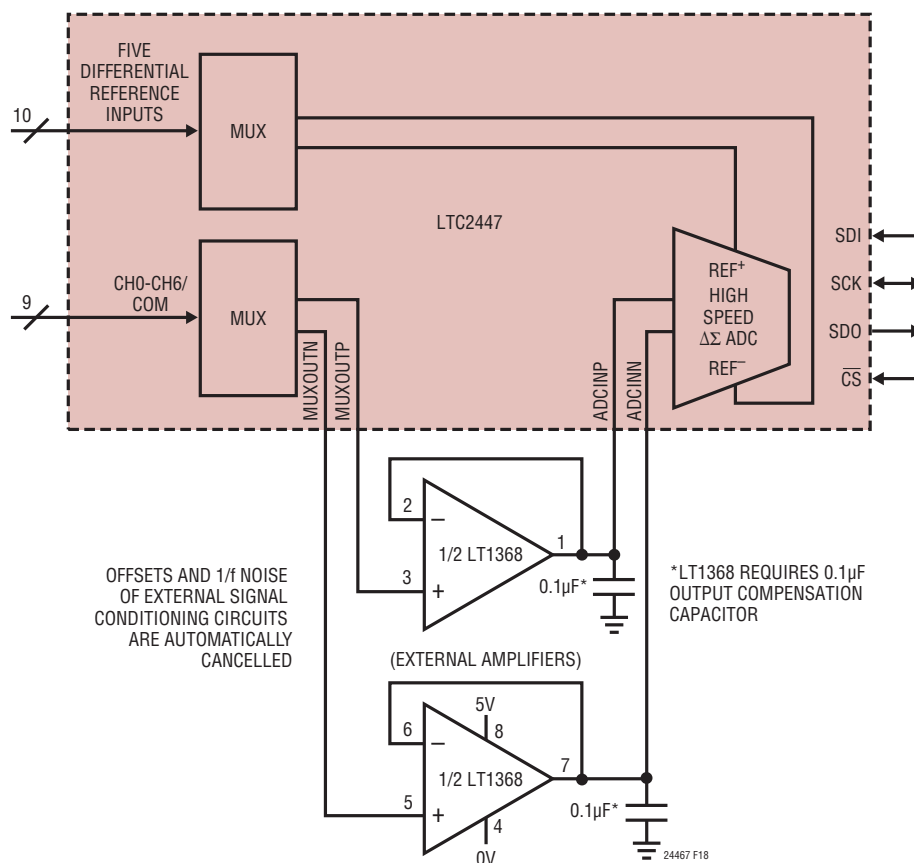 FIVE
DIFFERENTIAL
REFERENCE
INPUTS
10
MUX
LTC2447
CH0-CH6/
COM
9
MUX
MUXOUTN
MUXOUTP
REF+
HIGH
SPEED
ΔΣ ADC
REF−
ADCINP
ADCINN
SDI
SCK
SDO
C̅S̅
2
−
1/2 LT1368
1
3
+
0.1µF*
*LT1368 REQUIRES 0.1µF
OUTPUT COMPENSATION
CAPACITOR
OFFSETS AND 1/f NOISE
OF EXTERNAL SIGNAL
CONDITIONING CIRCUITS
ARE AUTOMATICALLY
CANCELLED
(EXTERNAL AMPLIFIERS)
5V
8
6
−
1/2 LT1368
7
5
+
4
0V
0.1µF*
24467 F18